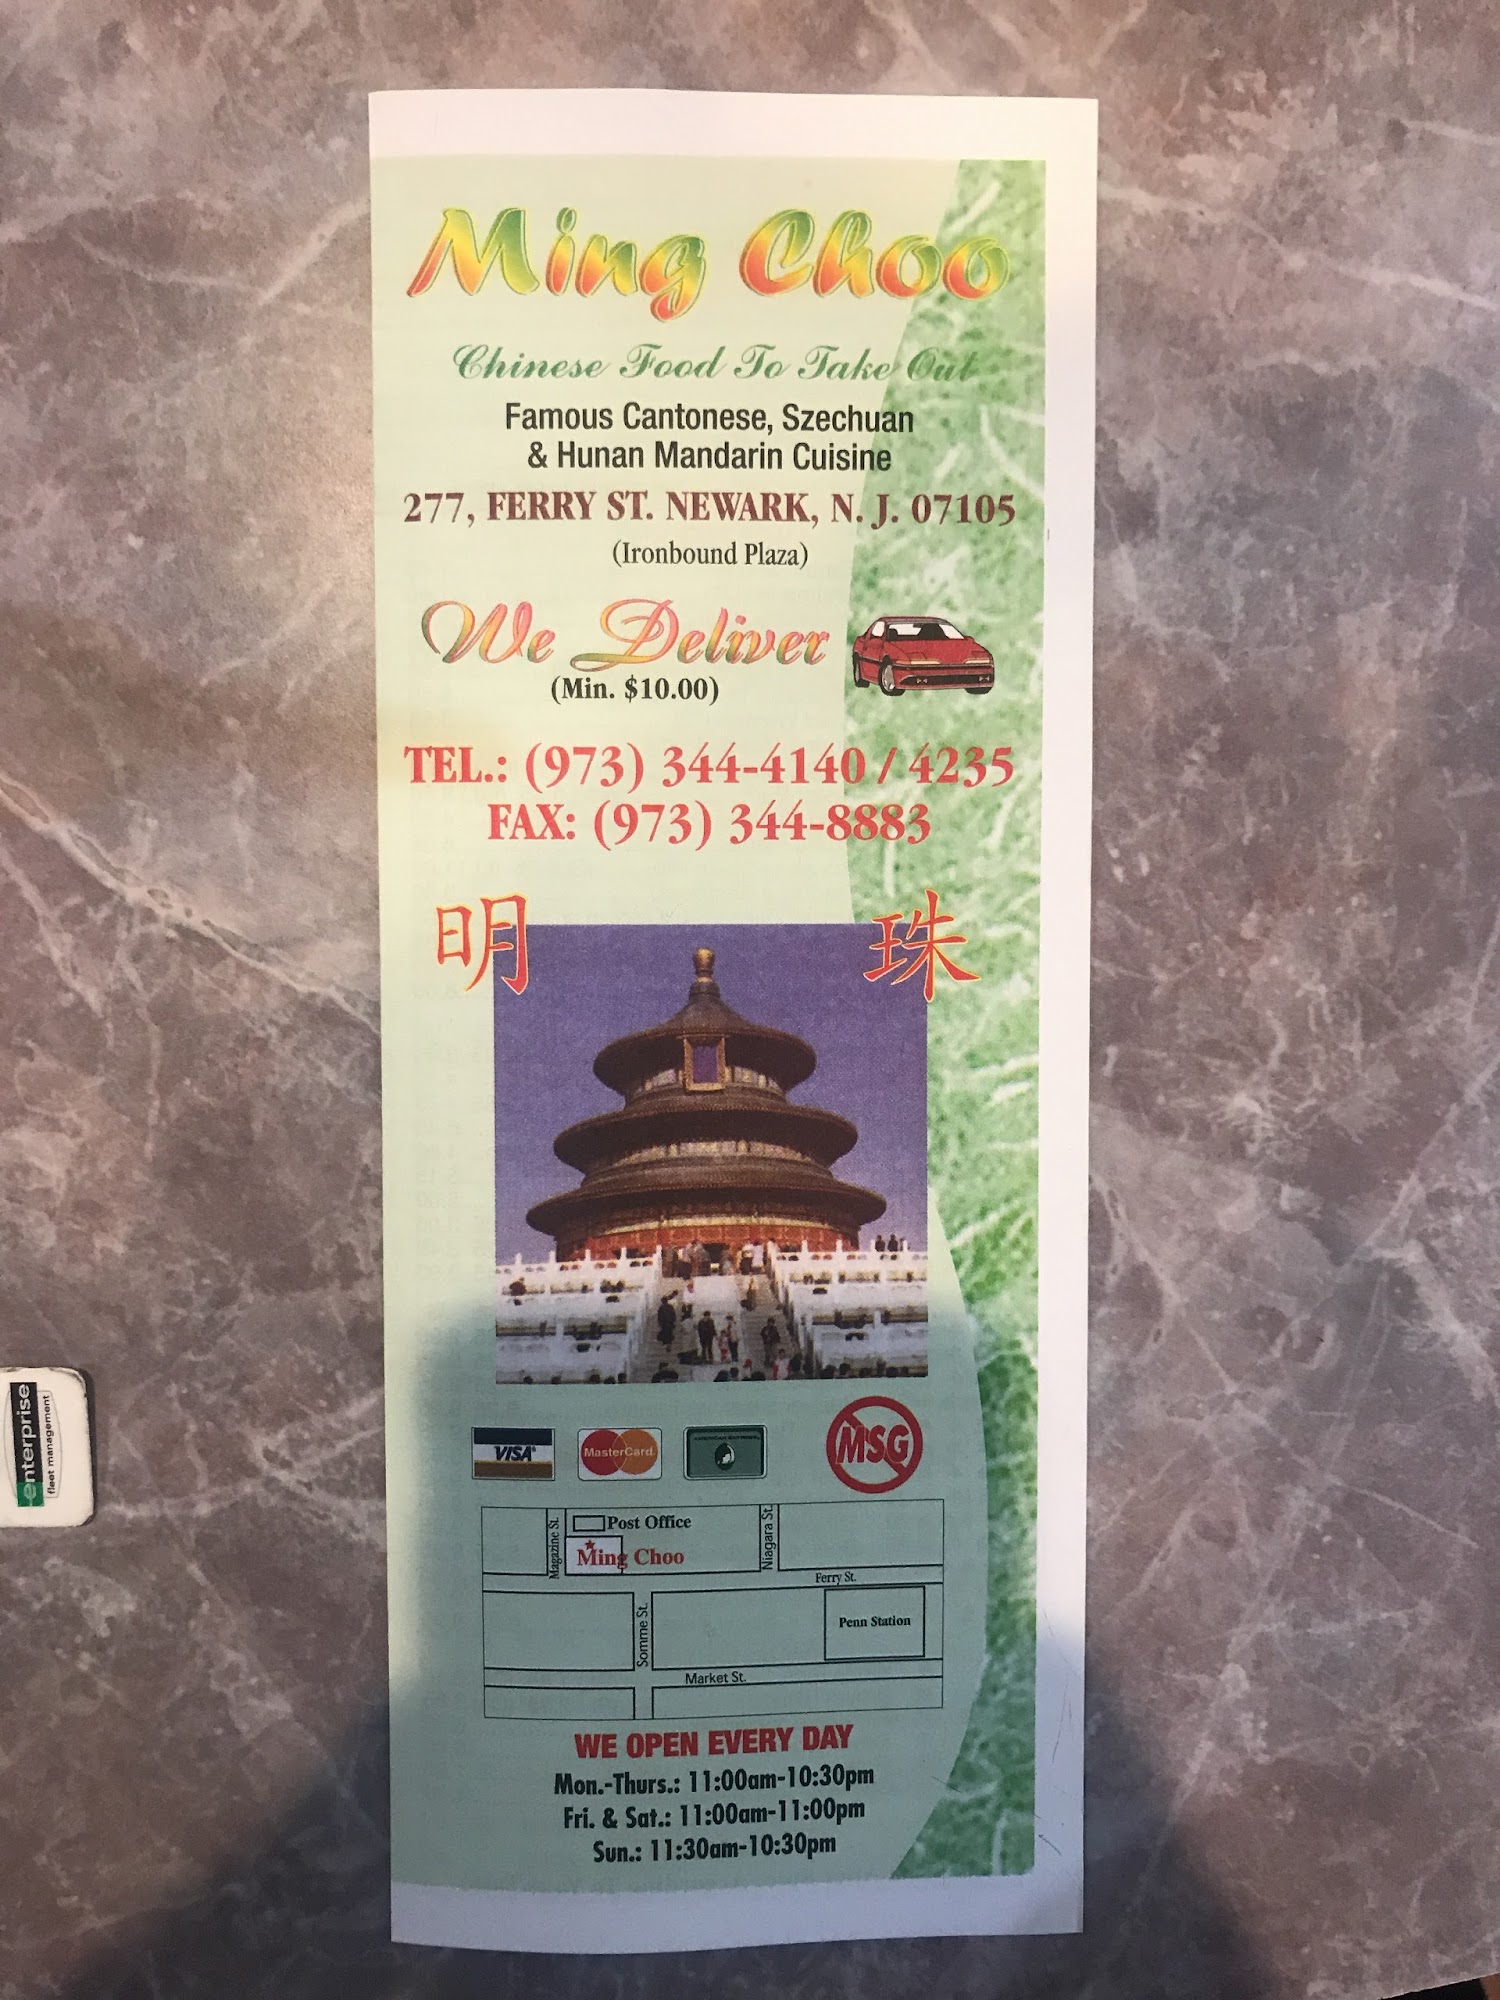 Ming Choo
Chinese Food To Take Out
Famous Cantonese, Szechuan
& Hunan Mandarin Cuisine
277, FERRY ST. NEWARK, N. J. 07105
(Ironbound Plaza)
We Deliver
(Min. $10.00)
TEL.: (973) 344-4140 / 4235
FAX: (973) 344-8883
明 珠
VISA MasterCard AMERICAN EXPRESS MSG
Magazine St.
Post Office
Ming Choo
Niagara St.
Ferry St.
Somme St.
Penn Station
Market St.
WE OPEN EVERY DAY
Mon.-Thurs.: 11:00am-10:30pm
Fri. & Sat.: 11:00am-11:00pm
Sun.: 11:30am-10:30pm
enterprise
fleet management